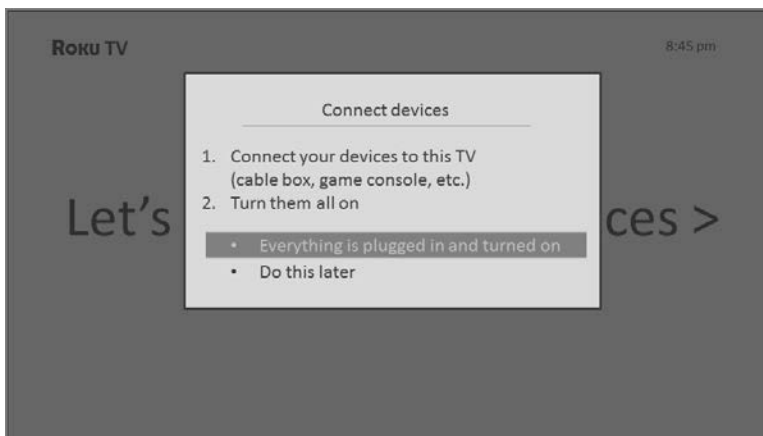 Roku TV
8:45 pm
Connect devices
1. Connect your devices to this TV
(cable box, game console, etc.)
2. Turn them all on
Let's ces >
• Everything is plugged in and turned on
• Do this later